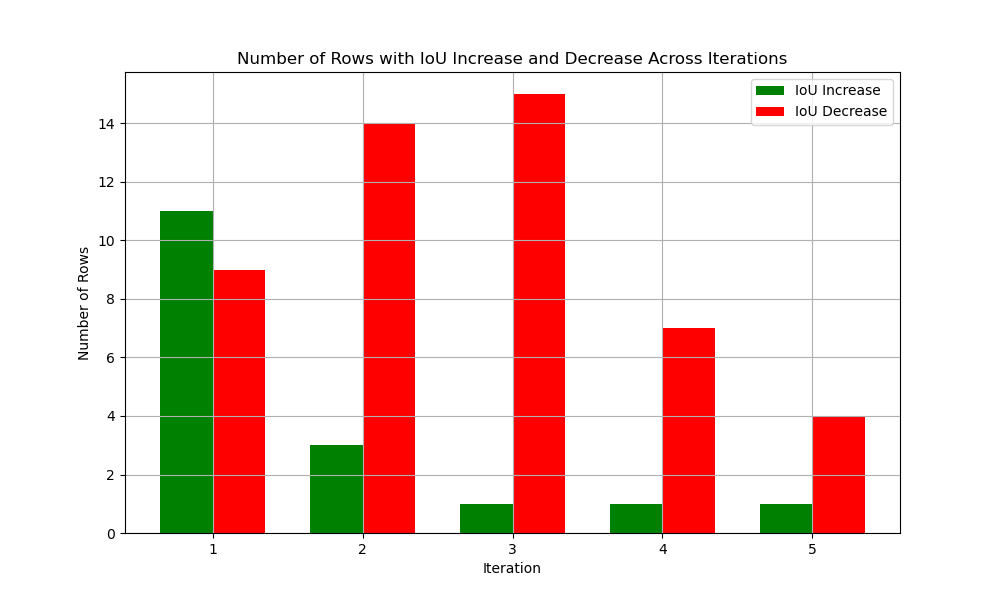 Number of Rows with IoU Increase and Decrease Across Iterations
IoU Increase
IoU Decrease
Number of Rows
14
12
10
8
6
4
2
0
1 2 3 4 5
Iteration